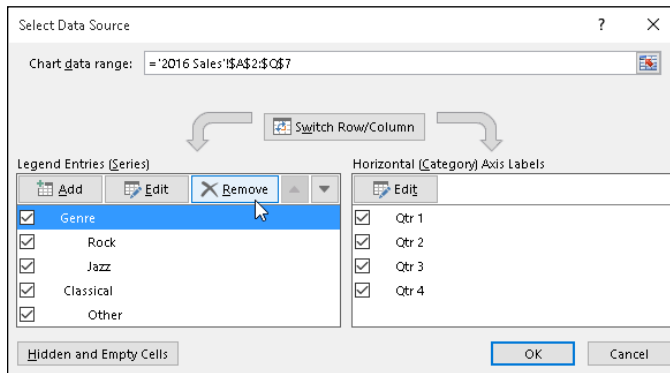 Select Data Source ? ×
Chart data range: ='2016 Sales'!$A$2:$Q$7
Switch Row/Column
Legend Entries (Series)
Horizontal (Category) Axis Labels
Add Edit Remove
Edit
Genre
Qtr 1
Rock
Qtr 2
Jazz
Qtr 3
Classical
Qtr 4
Other
Hidden and Empty Cells
OK Cancel